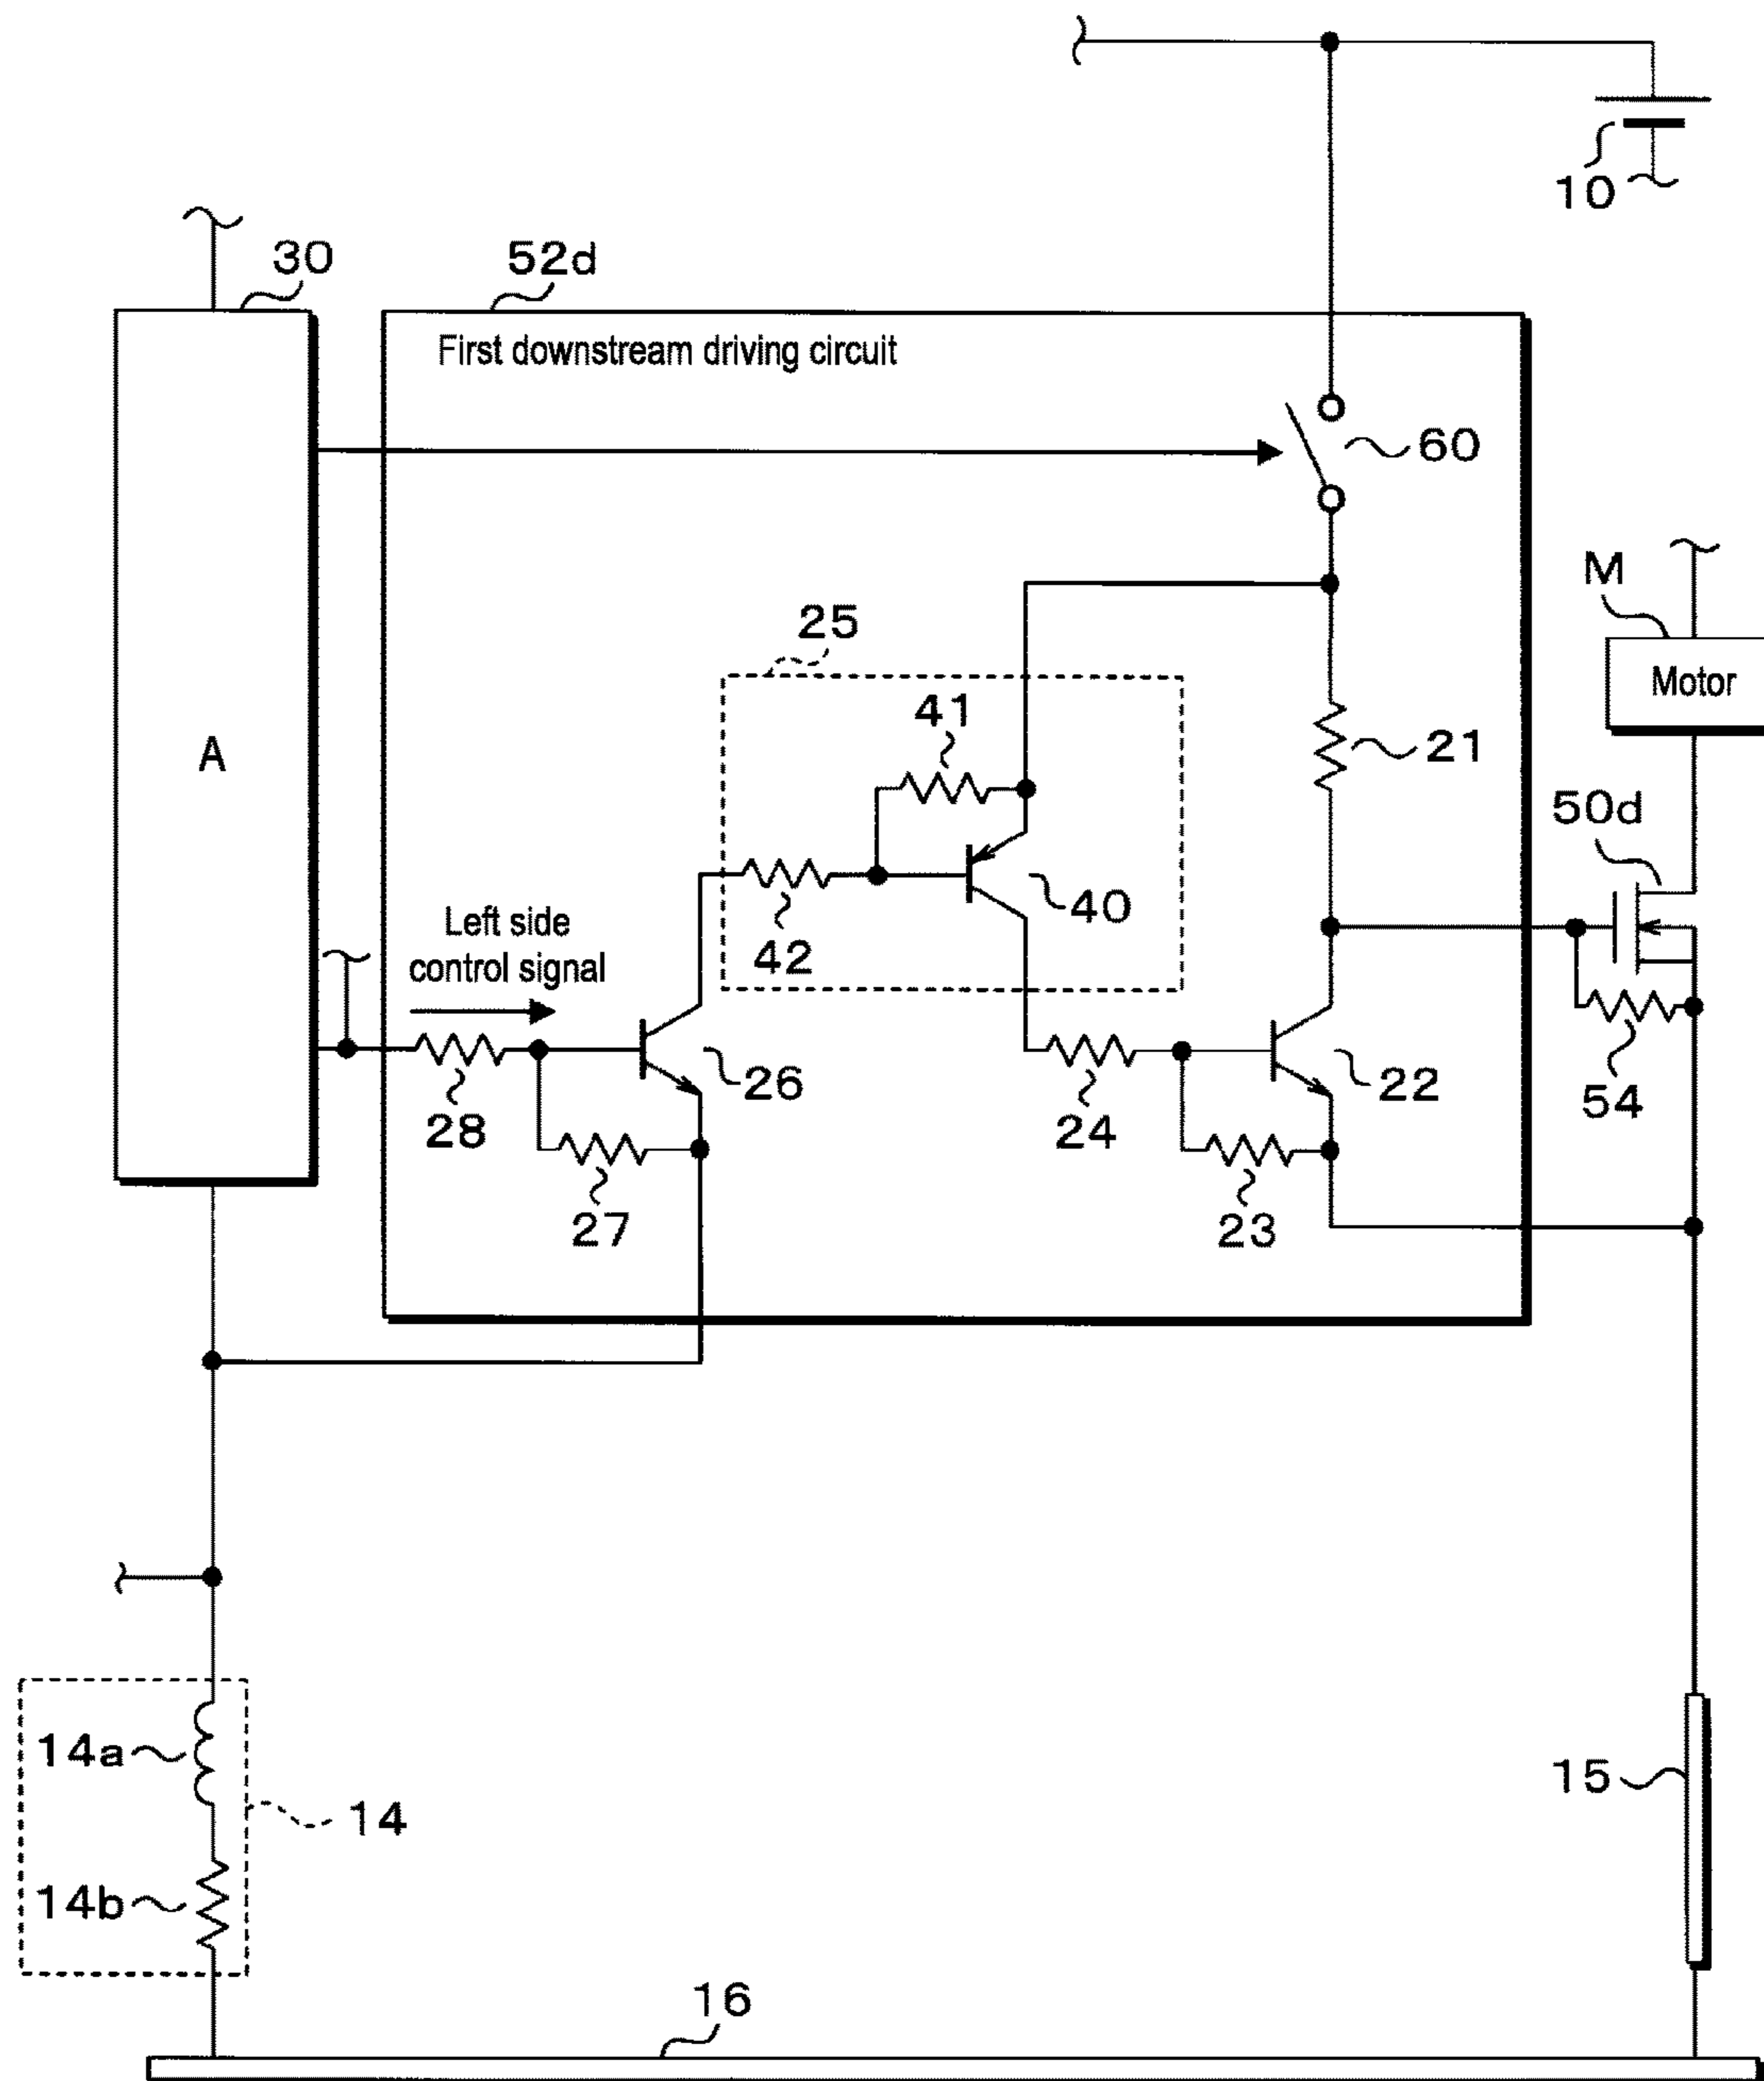 10
30
52d
First downstream driving circuit
60
M
Motor
25
41
21
50d
40
42
Left side
control signal
A
26
28
24
22
54
27
23
14a
14
15
14b
16